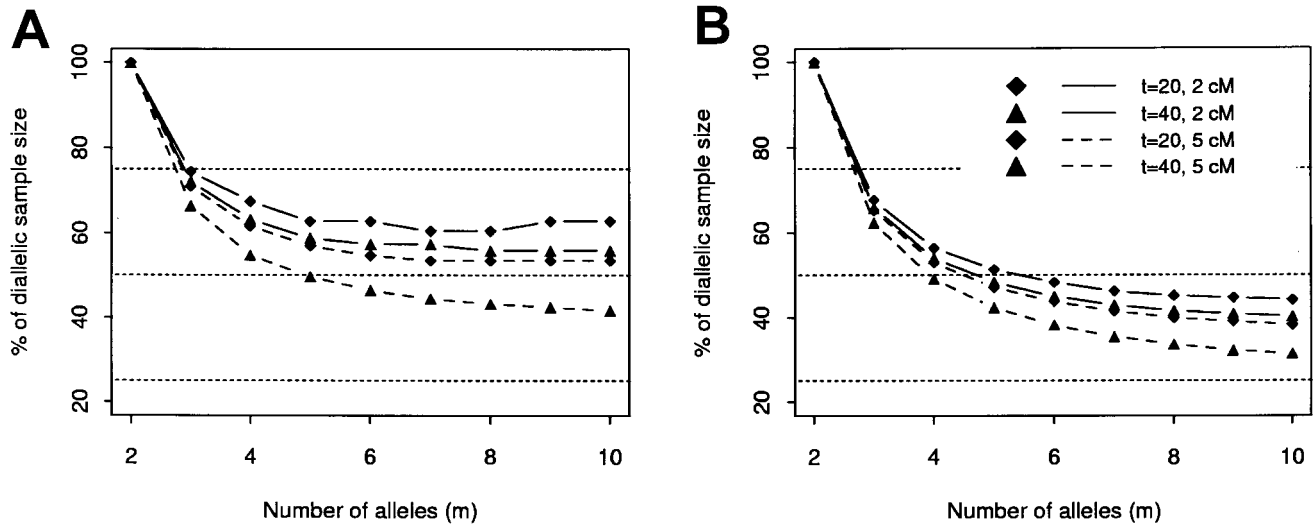 A
% of diallelic sample size
100
80
60
40
20
2
4
6
8
10
Number of alleles (m)
B
% of diallelic sample size
100
80
60
40
20
t=20, 2 cM
t=40, 2 cM
t=20, 5 cM
t=40, 5 cM
2
4
6
8
10
Number of alleles (m)